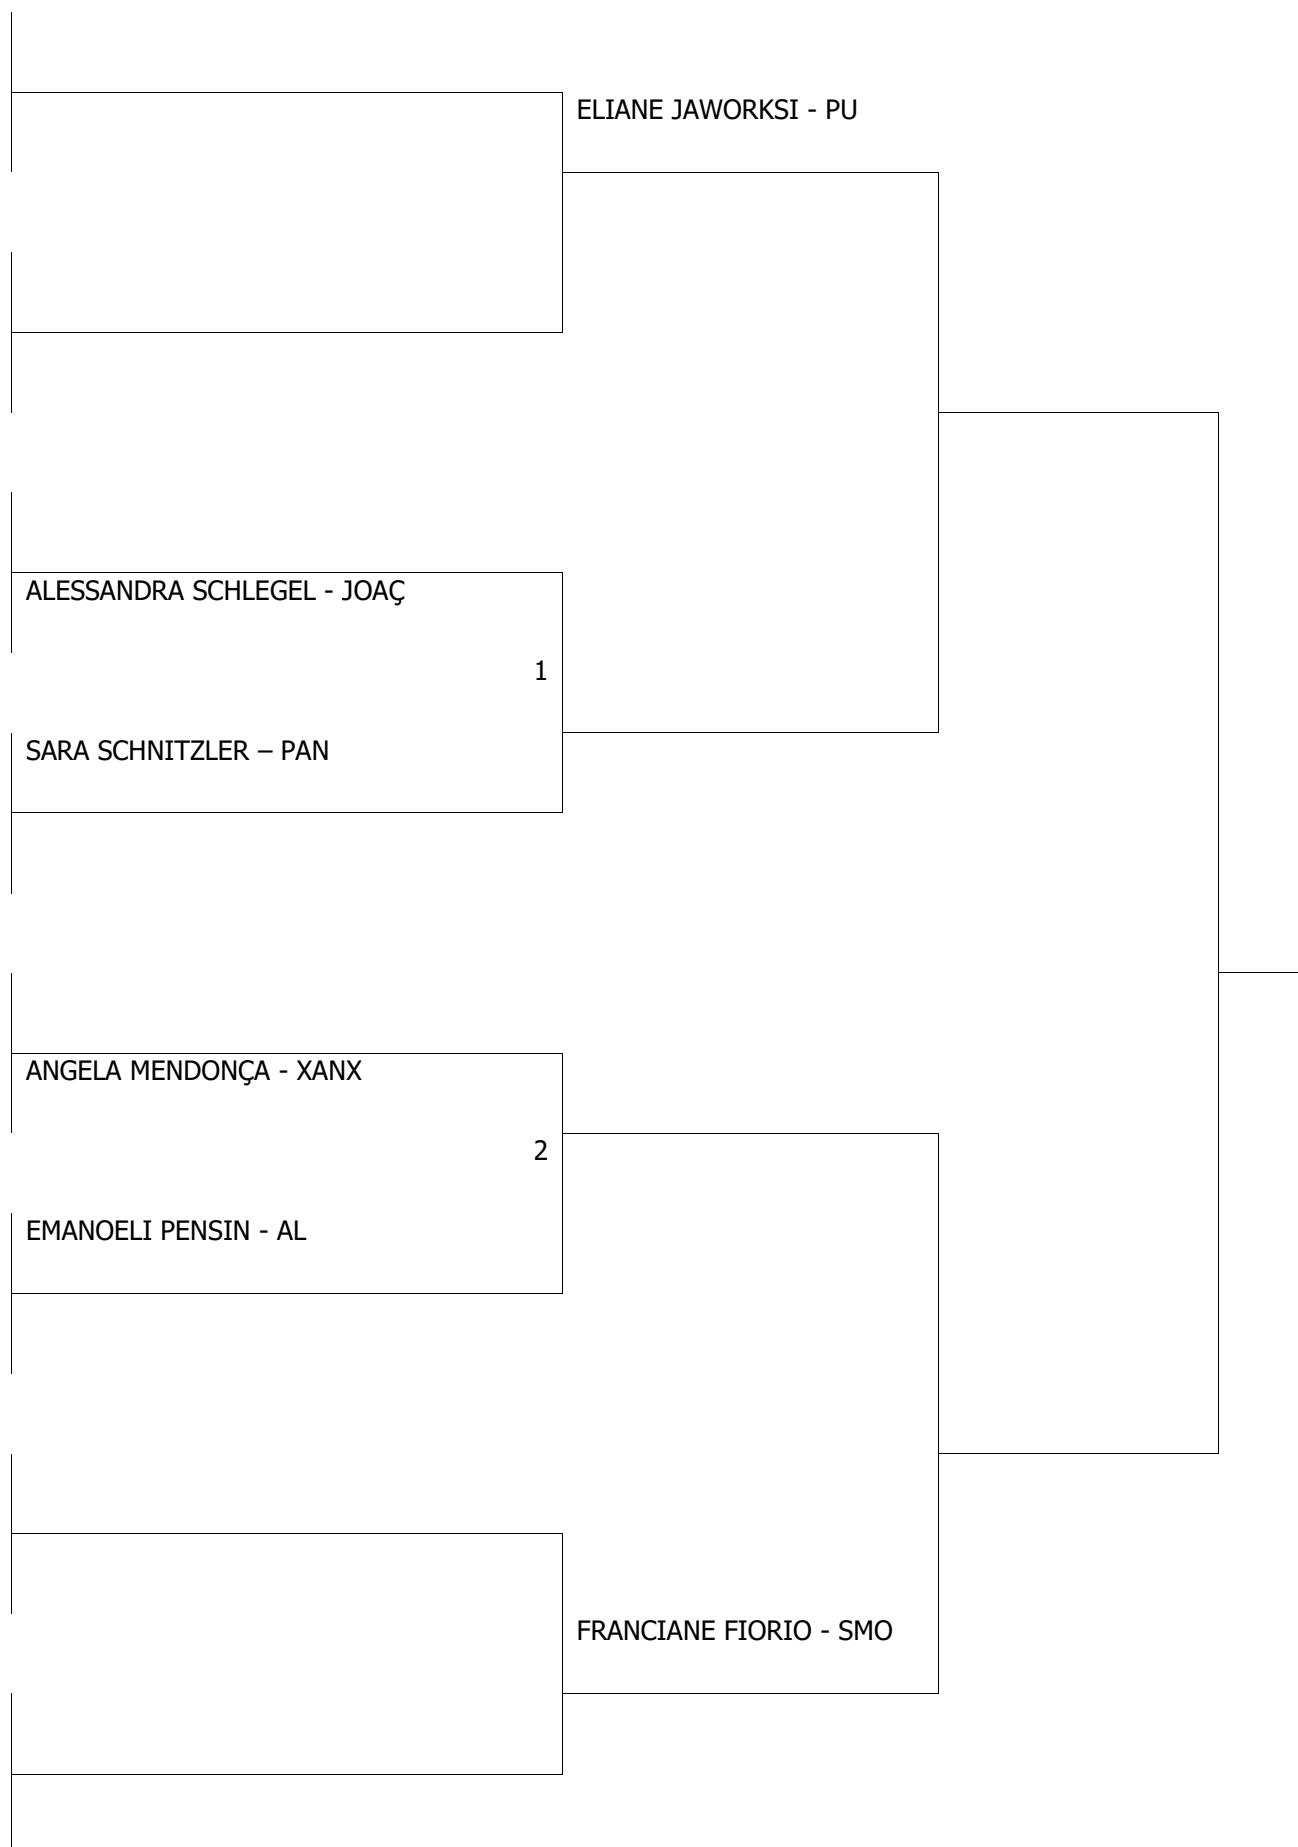 ELIANE JAWORKSI - PU
ALESSANDRA SCHLEGEL - JOAÇ
1
SARA SCHNITZLER – PAN
ANGELA MENDONÇA - XANX
2
EMANOELI PENSIN - AL
FRANCIANE FIORIO - SMO